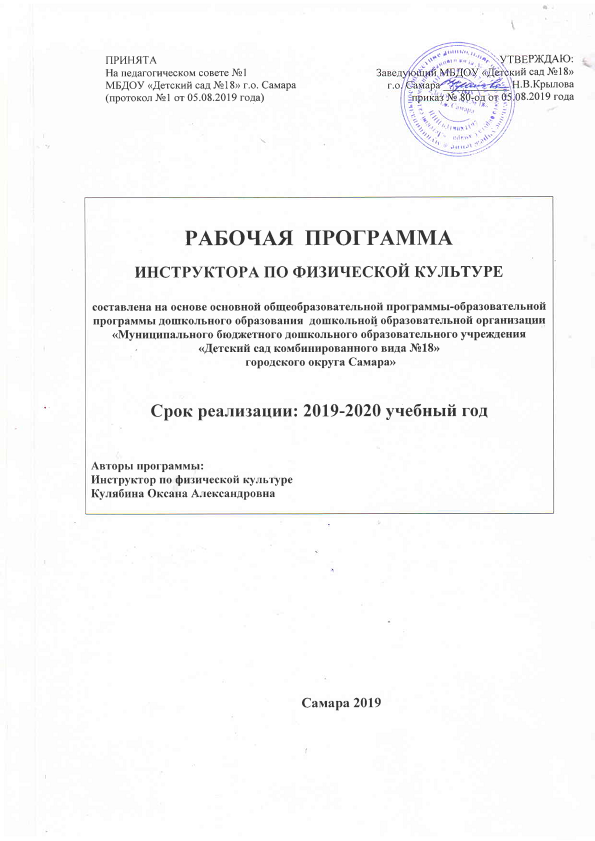 ПРИНЯТА
На педагогическом совете №1
МБДОУ «Детский сад №18» г.о. Самара
(протокол №1 от 05.08.2019 года)
УТВЕРЖДАЮ:
Заведующий МБДОУ «Детский сад №18»
г.о. Самара Н.В.Крылова
приказ № 80-од от 05.08.2019 года
РАБОЧАЯ ПРОГРАММА
ИНСТРУКТОРА ПО ФИЗИЧЕСКОЙ КУЛЬТУРЕ
составлена на основе основной общеобразовательной программы-образовательной
программы дошкольного образования дошкольной образовательной организации
«Муниципального бюджетного дошкольного образовательного учреждения
«Детский сад комбинированного вида №18»
городского округа Самара»
Срок реализации: 2019-2020 учебный год
Авторы программы:
Инструктор по физической культуре
Кулябина Оксана Александровна
Самара 2019